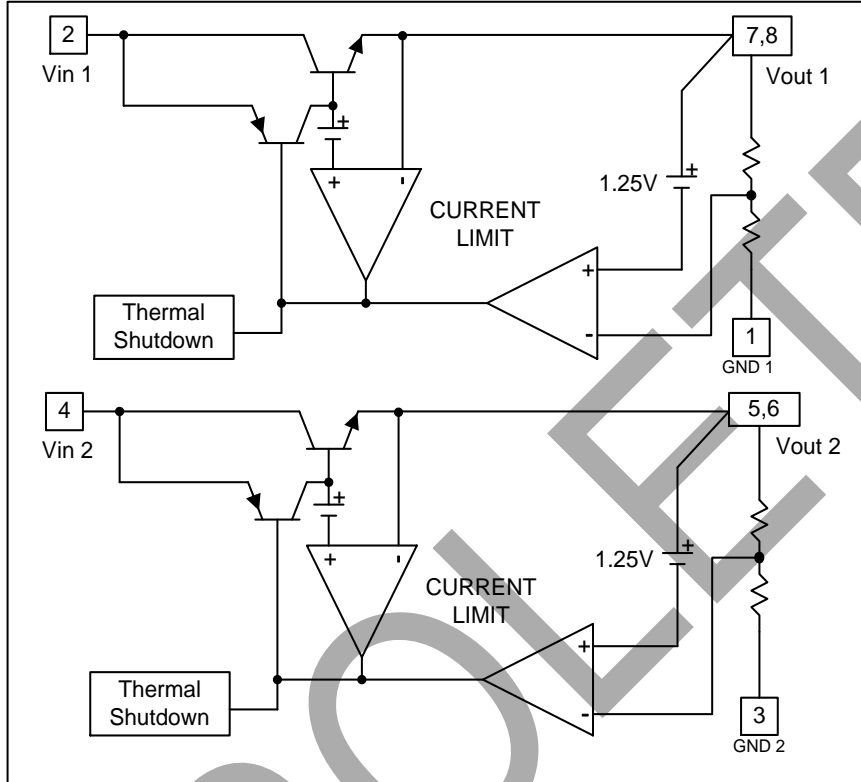 2
Vin 1
7,8
Vout 1
+
+
-
CURRENT
LIMIT
1.25V
+
+
-
Thermal
Shutdown
1
GND 1
4
Vin 2
5,6
Vout 2
+
+
-
CURRENT
LIMIT
1.25V
+
+
-
Thermal
Shutdown
3
GND 2
OLET